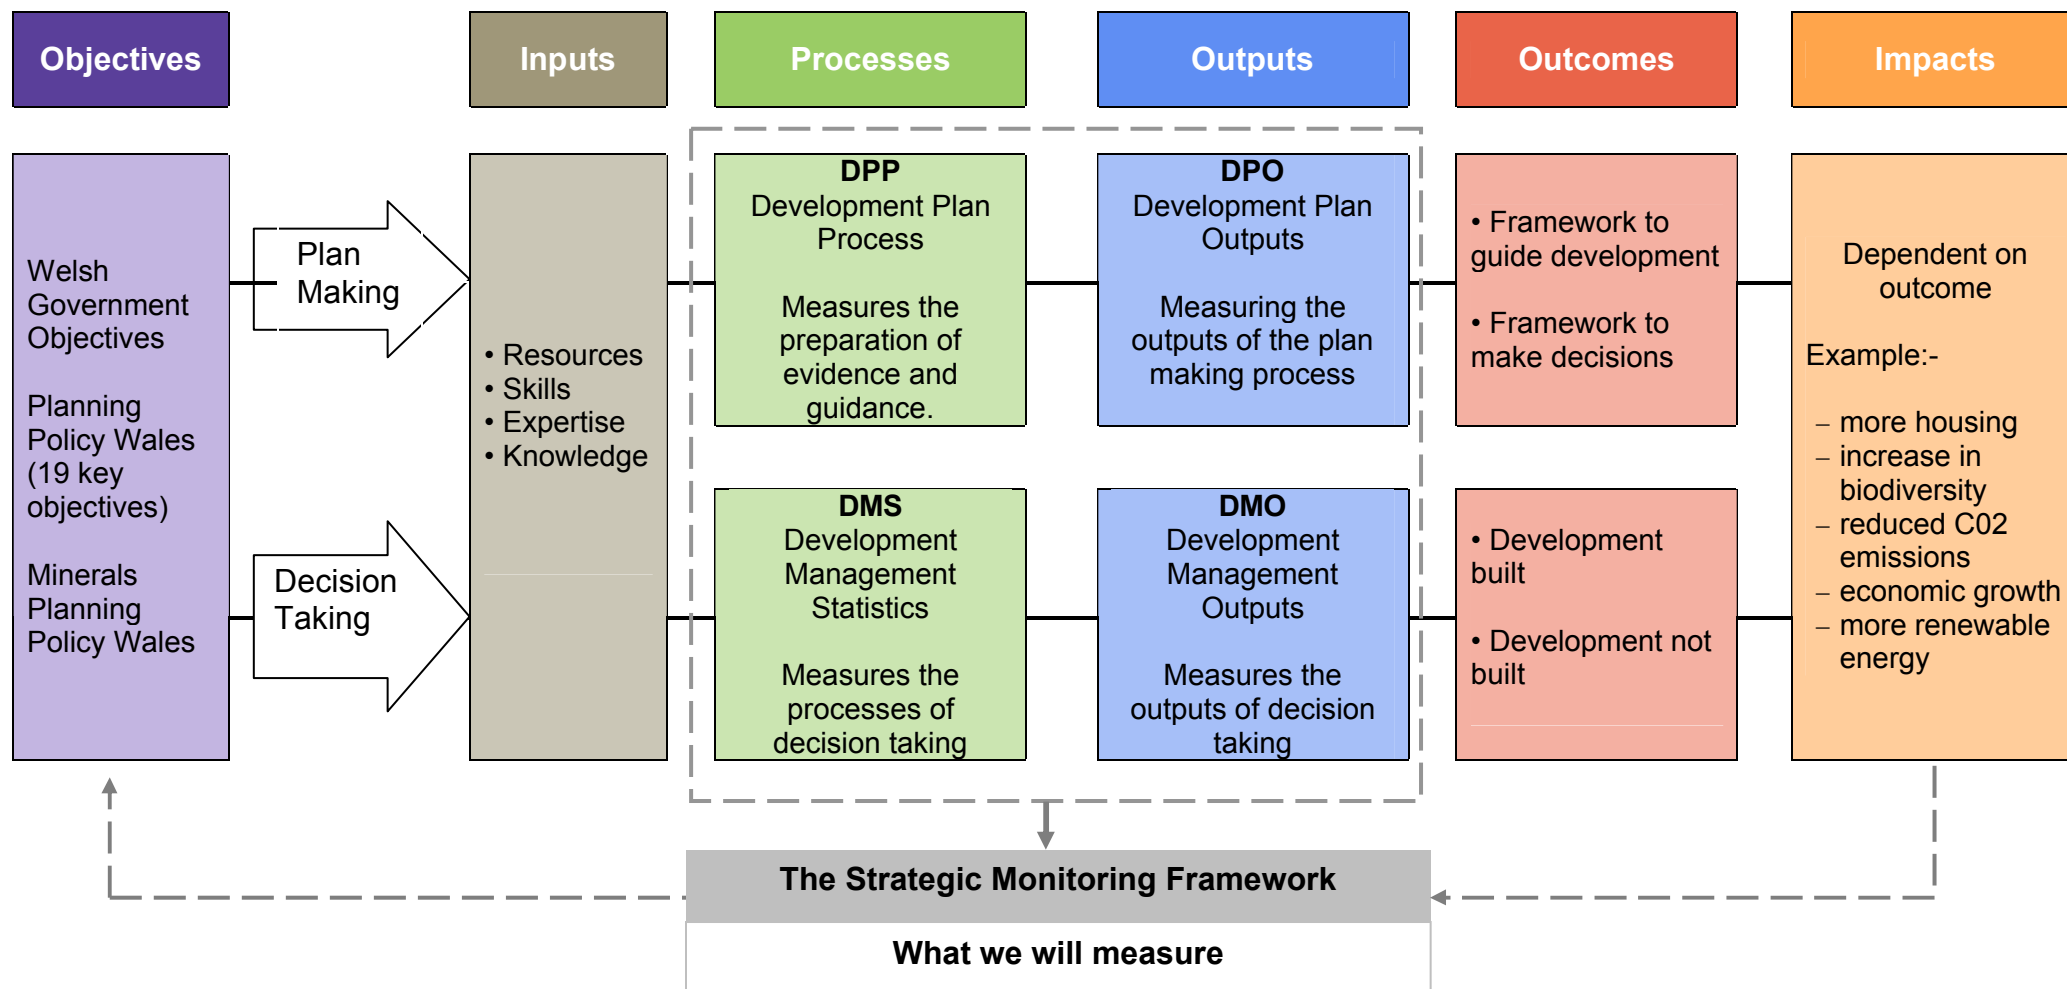 Objectives
Inputs
Processes
Outputs
Outcomes
Impacts
Welsh
Government
Objectives
Planning
Policy Wales
(19 key
objectives)
Minerals
Planning
Policy Wales
Plan
Making
Decision
Taking
• Resources
• Skills
• Expertise
• Knowledge
DPP
Development Plan
Process
Measures the
preparation of
evidence and
guidance.
DMS
Development
Management
Statistics
Measures the
processes of
decision taking
DPO
Development Plan
Outputs
Measuring the
outputs of the plan
making process
DMO
Development
Management
Outputs
Measures the
outputs of decision
taking
• Framework to
guide development
• Framework to
make decisions
• Development
built
• Development not
built
Dependent on
outcome
Example:-
– more housing
– increase in
biodiversity
– reduced C02
emissions
– economic growth
– more renewable
energy
The Strategic Monitoring Framework
What we will measure